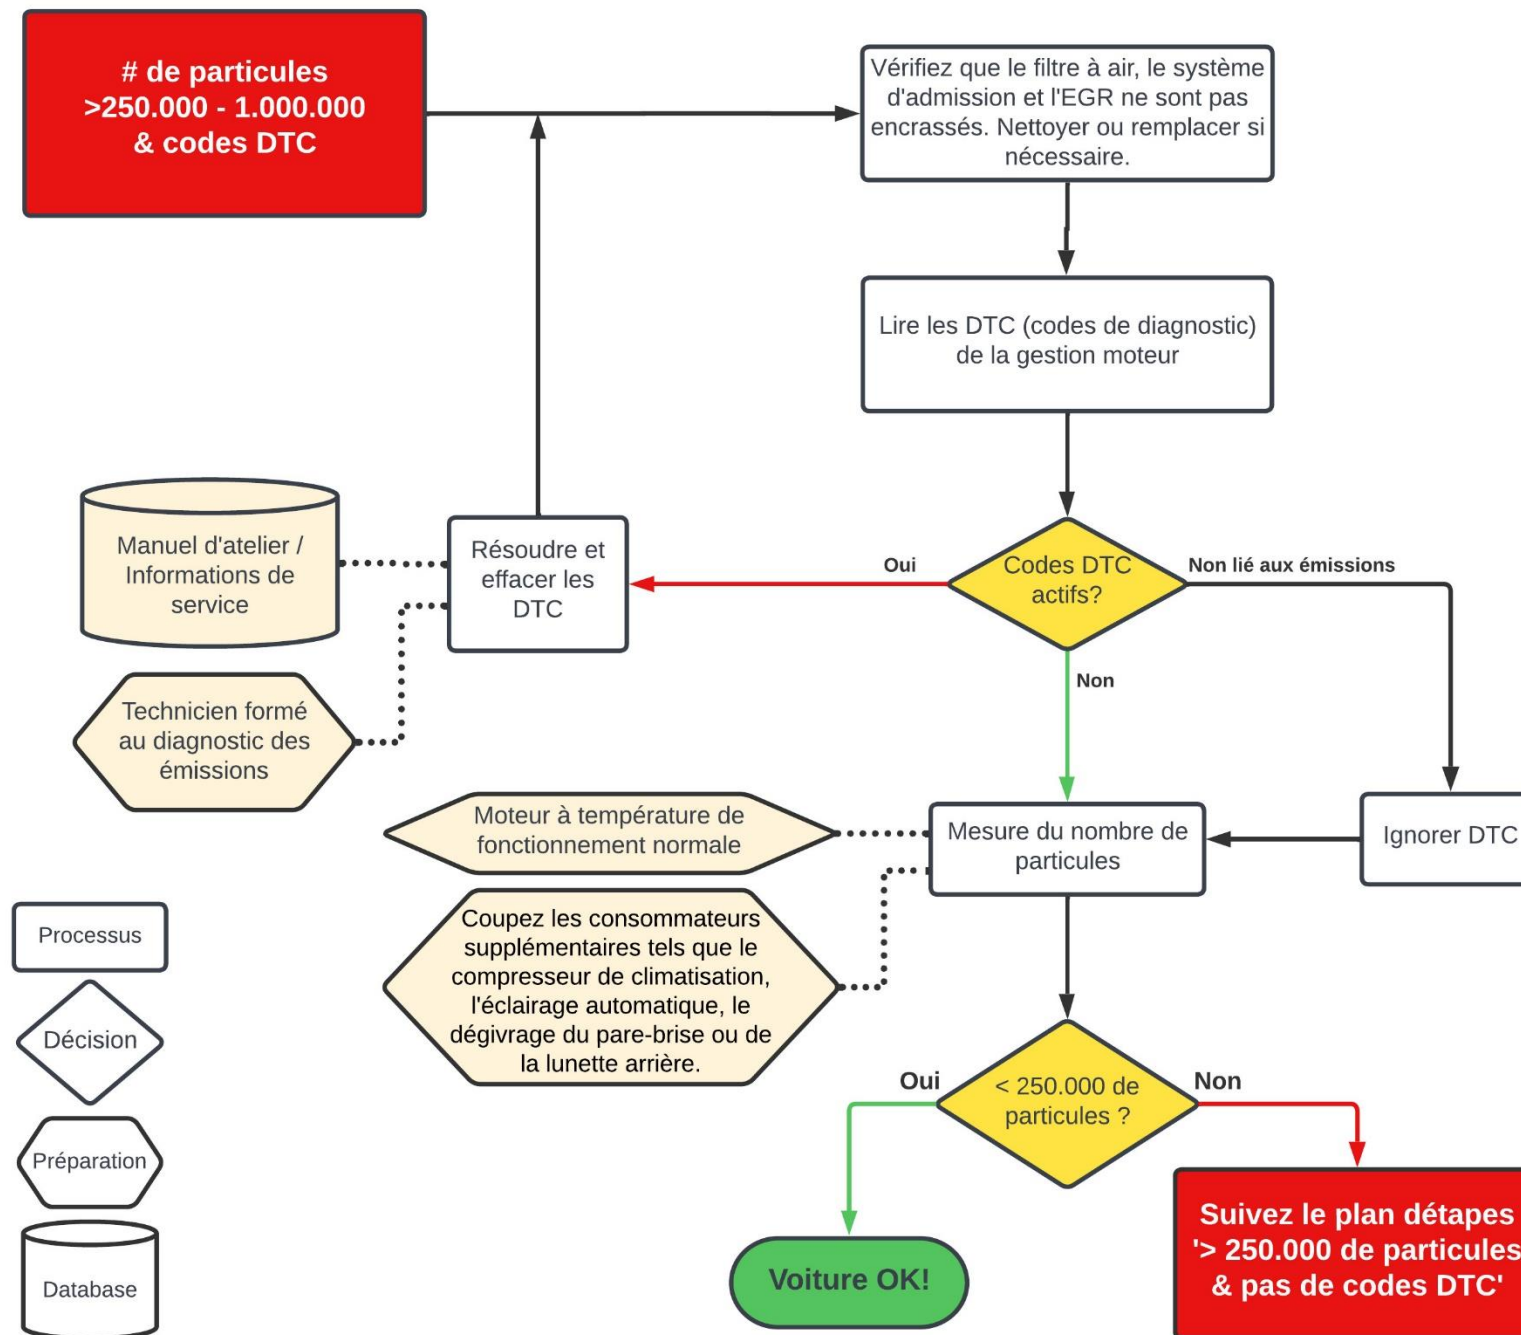 # de particules
>250.000 - 1.000.000
& codes DTC
Vérifiez que le filtre à air, le système
d'admission et l'EGR ne sont pas
encrassés. Nettoyer ou remplacer si
nécessaire.
Lire les DTC (codes de diagnostic)
de la gestion moteur
Manuel d'atelier /
Informations de
service
Résoudre et
effacer les
DTC
Oui
Codes DTC
actifs?
Non lié aux émissions
Non
Technicien formé
au diagnostic des
émissions
Moteur à température de
fonctionnement normale
Mesure du nombre de
particules
Ignorer DTC
Coupez les consommateurs
supplémentaires tels que le
compresseur de climatisation,
l'éclairage automatique, le
dégivrage du pare-brise ou de
la lunette arrière.
Processus
Décision
Préparation
Database
Oui
< 250.000 de
particules ?
Non
Voiture OK!
Suivez le plan détapes
'> 250.000 de particules
& pas de codes DTC'